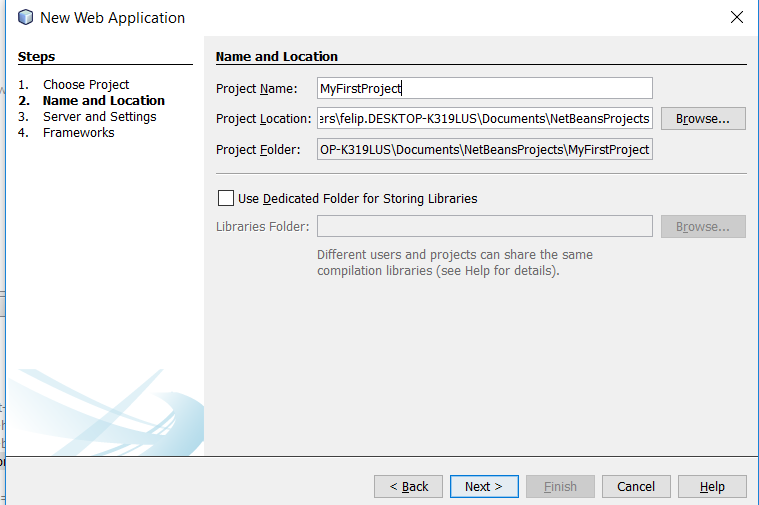 New Web Application
Steps
1. Choose Project
2. Name and Location
3. Server and Settings
4. Frameworks
Name and Location
Project Name: MyFirstProject
Project Location: ers\felip.DESKTOP-K319LUS\Documents\NetBeansProjects Browse...
Project Folder: OP-K319LUS\Documents\NetBeansProjects\MyFirstProject
Use Dedicated Folder for Storing Libraries
Libraries Folder: Browse...
Different users and projects can share the same
compilation libraries (see Help for details).
< Back Next > Finish Cancel Help